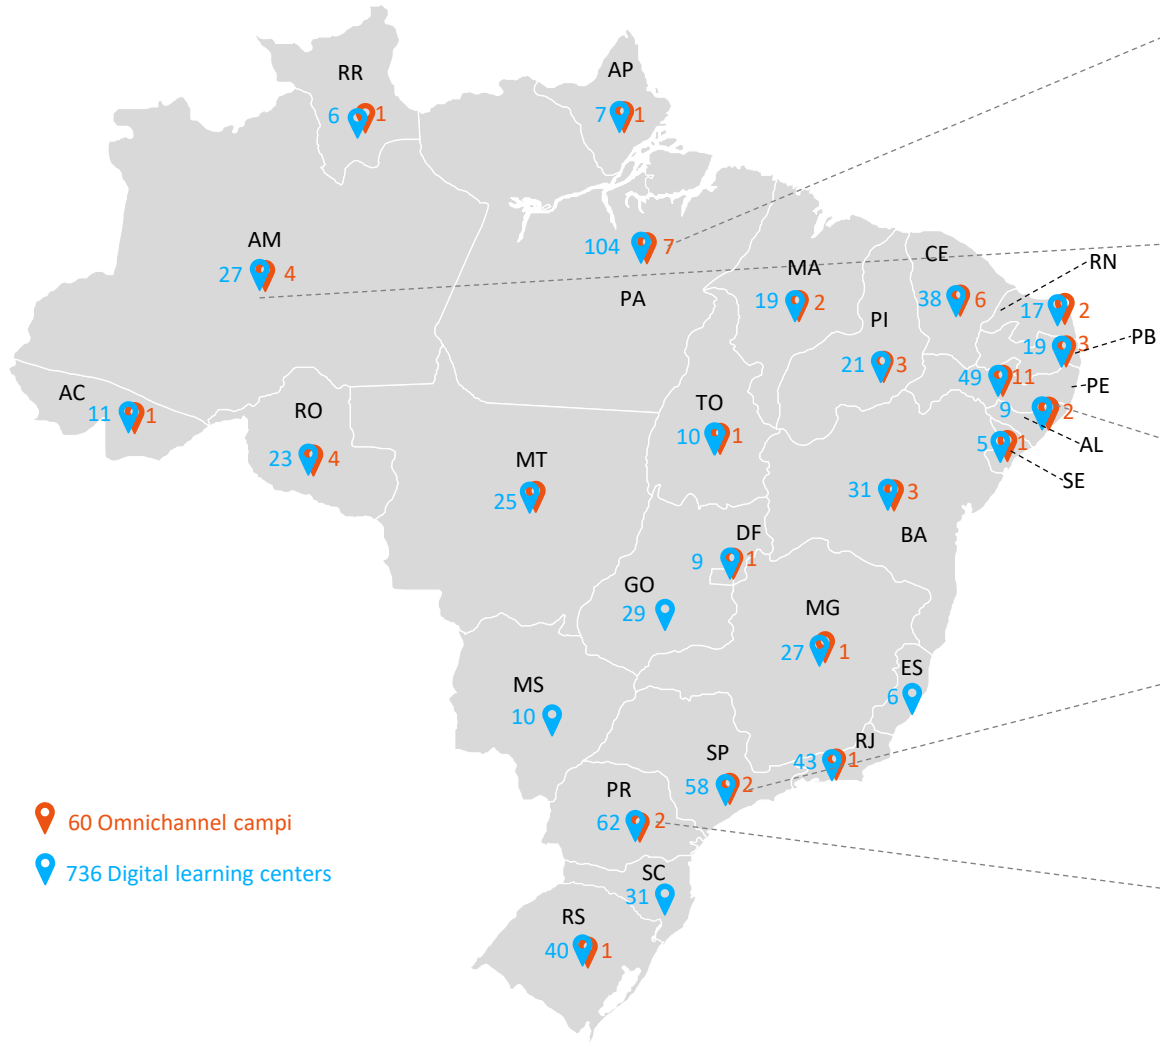 RR
6 1
AP
7 1
AM
27 4
104 7
PA
MA
19 2
CE
38 6
RN
17 2
PI
21 3
19 3
PB
49 11
PE
9 2
AL
5 1
SE
AC
11 1
RO
23 4
TO
10 1
MT
25
31 3
BA
DF
9 1
GO
29
MG
27 1
ES
6
MS
10
RJ
43 1
SP
58 2
PR
62 2
SC
31
RS
40 1
60 Omnichannel campi
736 Digital learning centers